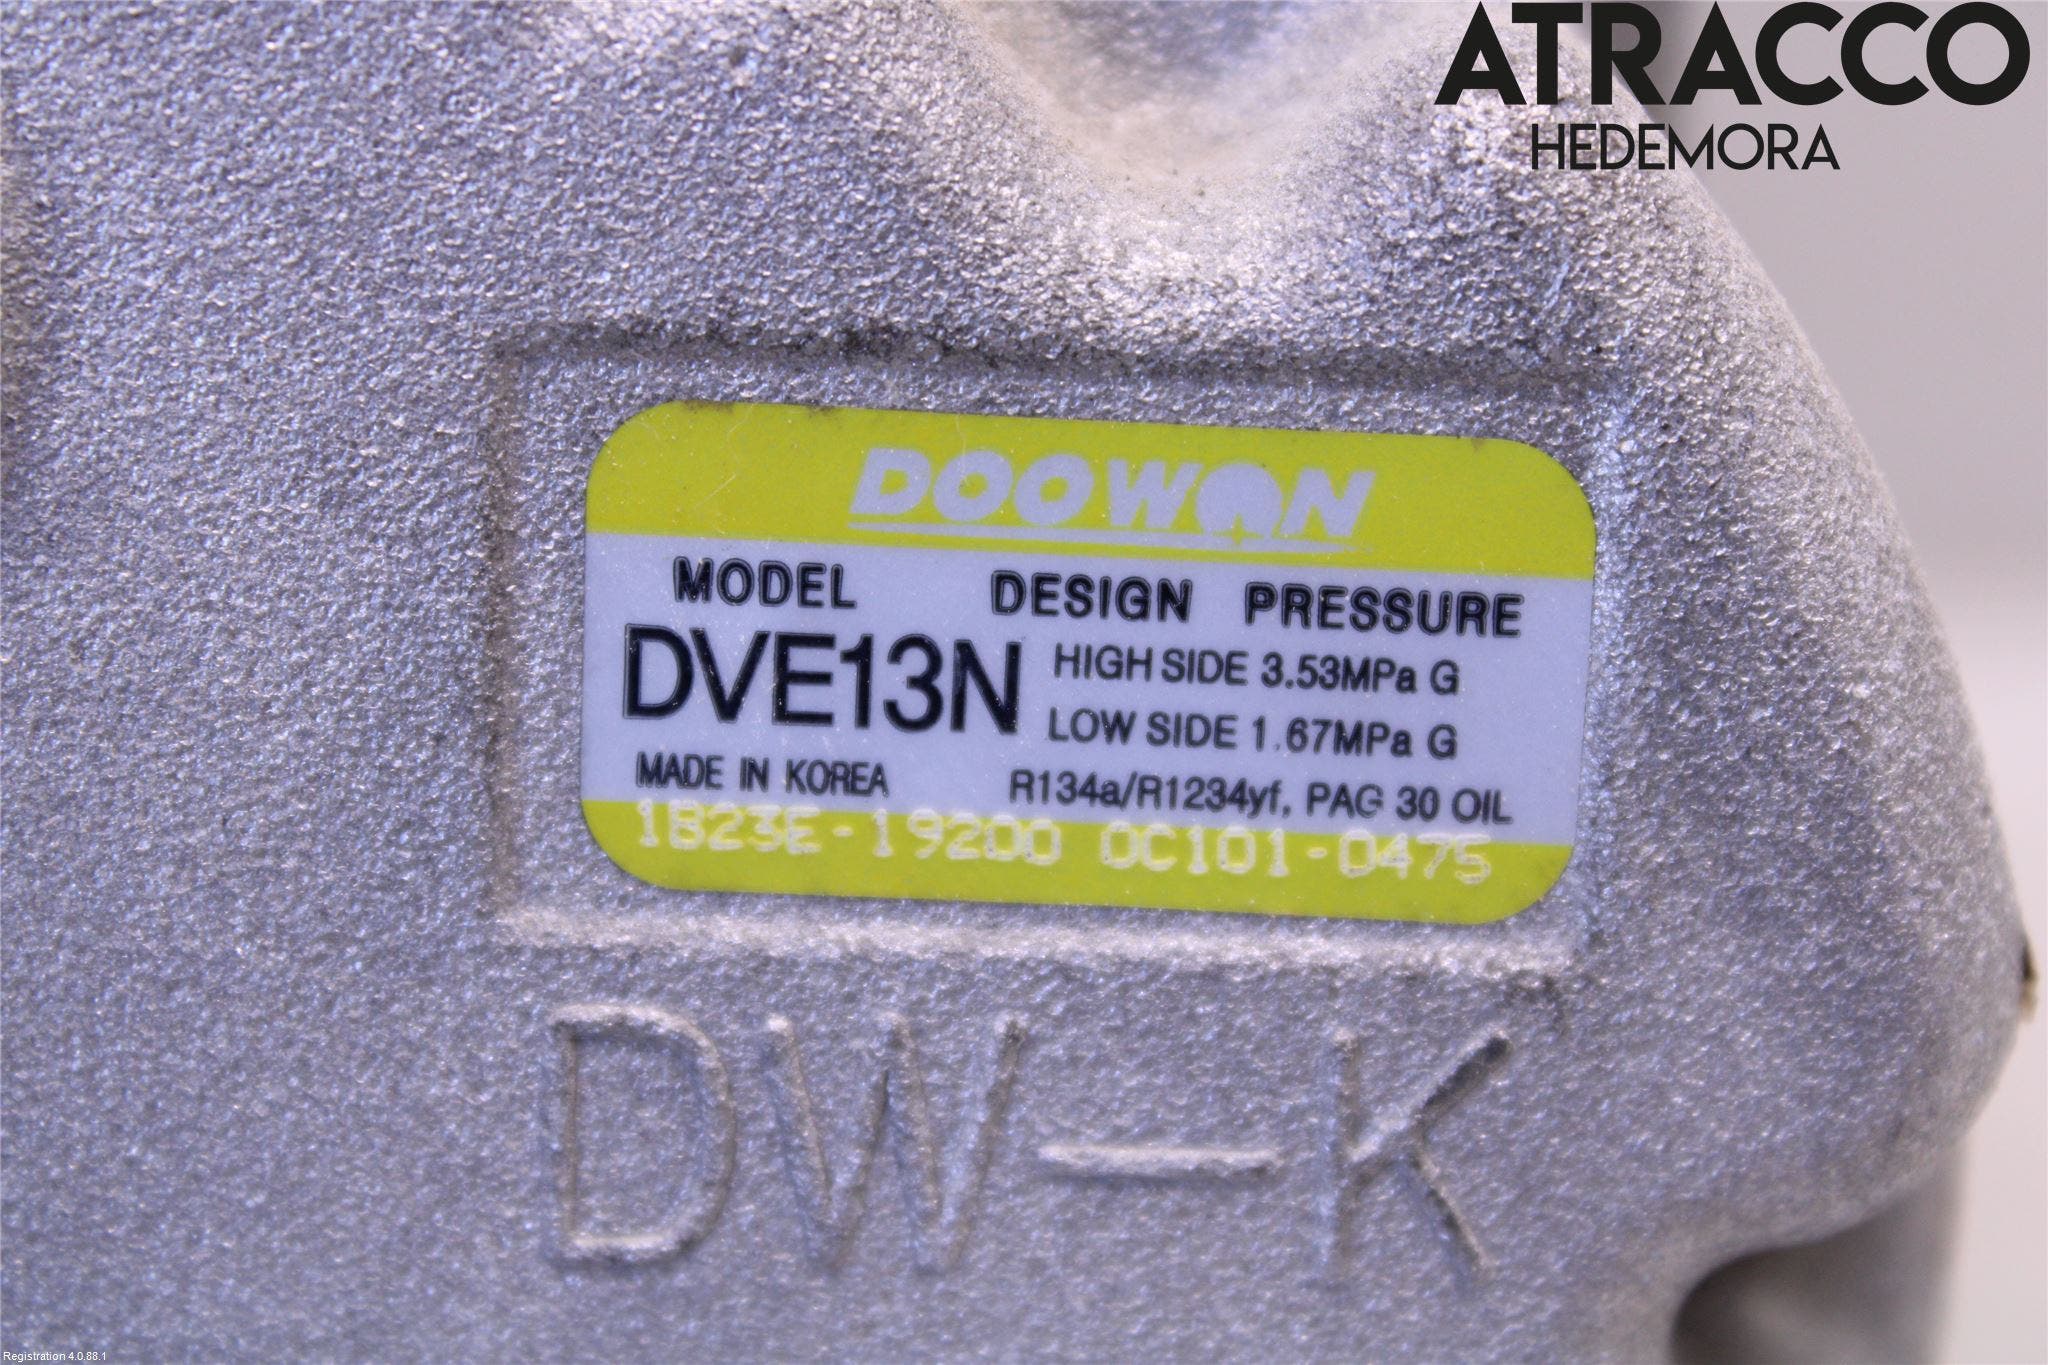 ATRACCO
HEDEMORA
DOOWON
MODEL DESIGN PRESSURE
DVE13N HIGH SIDE 3.53MPa G
LOW SIDE 1.67MPa G
MADE IN KOREA R134a/R1234yf, PAG 30 OIL
1B23E-19200 0C101-0475
DW-K
Registration 4.0.88.1